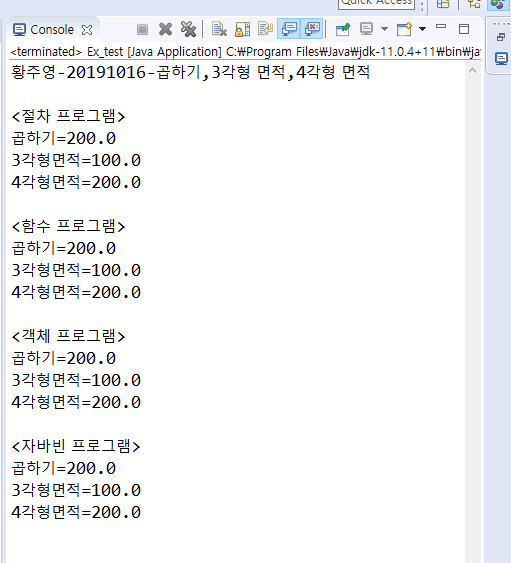 Quick Access
Console
<terminated> Ex_test [Java Application] C:₩Program Files₩Java₩jdk-11.0.4+11₩bin₩ja
황주영-20191016-곱하기,3각형 면적,4각형 면적
<절차 프로그램>
곱하기=200.0
3각형면적=100.0
4각형면적=200.0
<함수 프로그램>
곱하기=200.0
3각형면적=100.0
4각형면적=200.0
<객체 프로그램>
곱하기=200.0
3각형면적=100.0
4각형면적=200.0
<자바빈 프로그램>
곱하기=200.0
3각형면적=100.0
4각형면적=200.0